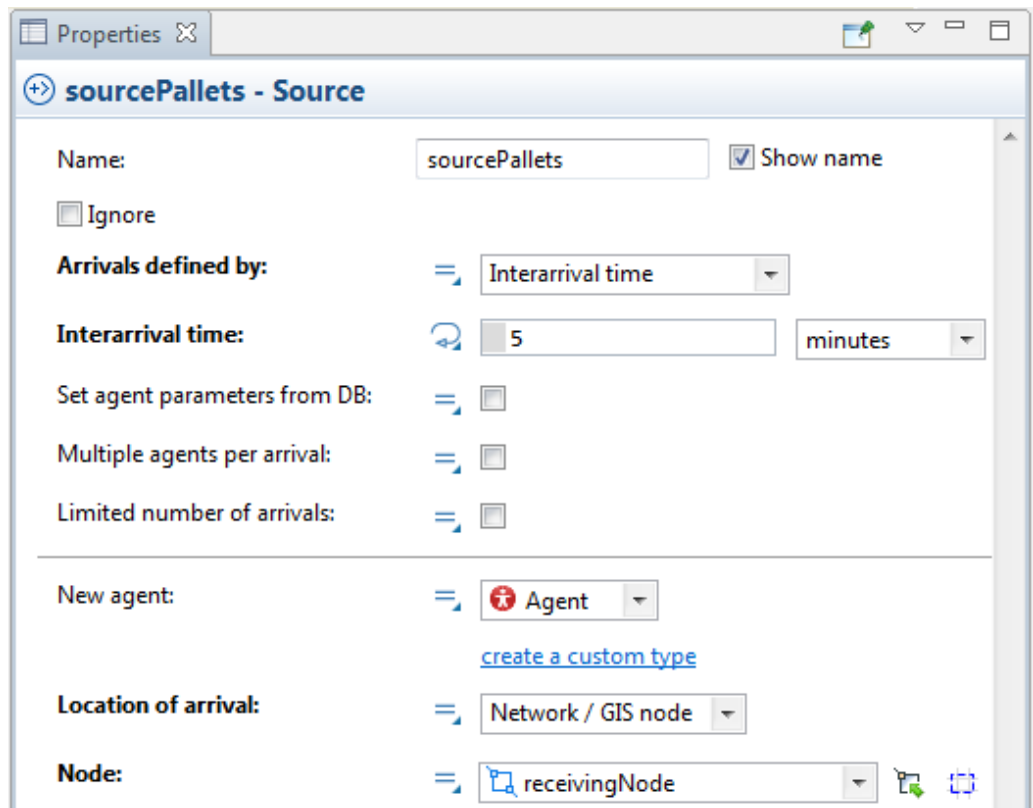 Properties
sourcePallets - Source
Name: sourcePallets Show name
Ignore
Arrivals defined by: Interarrival time
Interarrival time: 5 minutes
Set agent parameters from DB:
Multiple agents per arrival:
Limited number of arrivals:
New agent: Agent
create a custom type
Location of arrival: Network / GIS node
Node: receivingNode